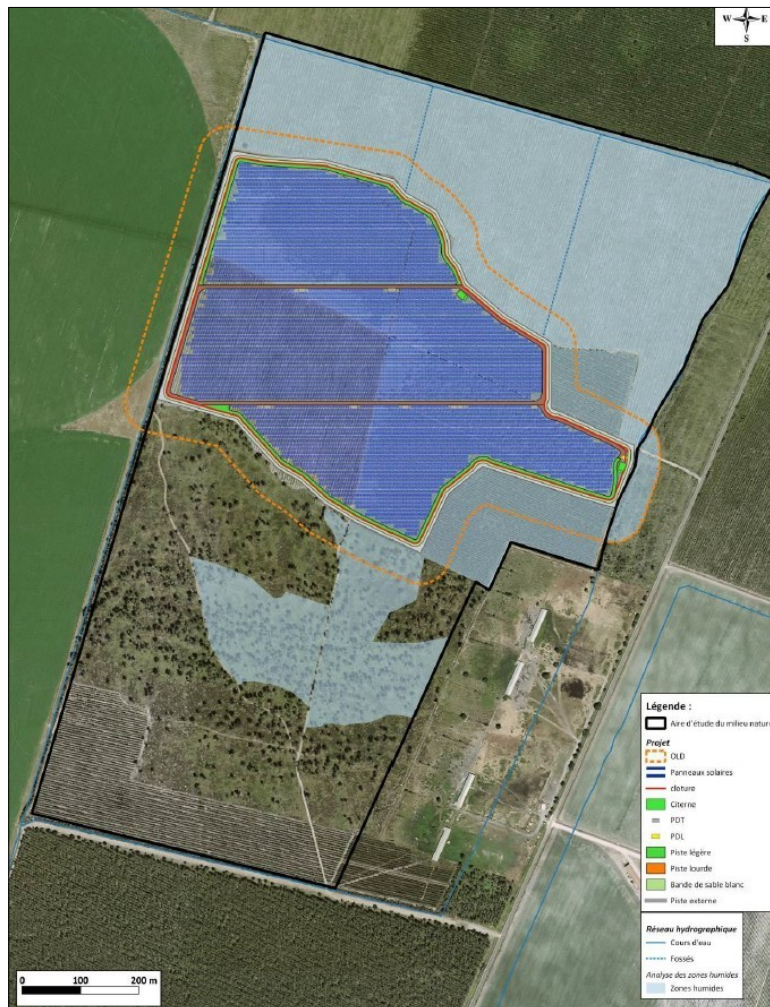 W E
S
Légende :
Aire d'étude du milieu nature
Projet
OLD
Panneaux solaires
cloture
Citerne
PDT
PDL
Piste légère
Piste lourde
Bande de sable blanc
Piste externe
Réseau hydrographique
Cours d'eau
Fossés
Analyse des zones humides
Zones humides
0 100 200 m